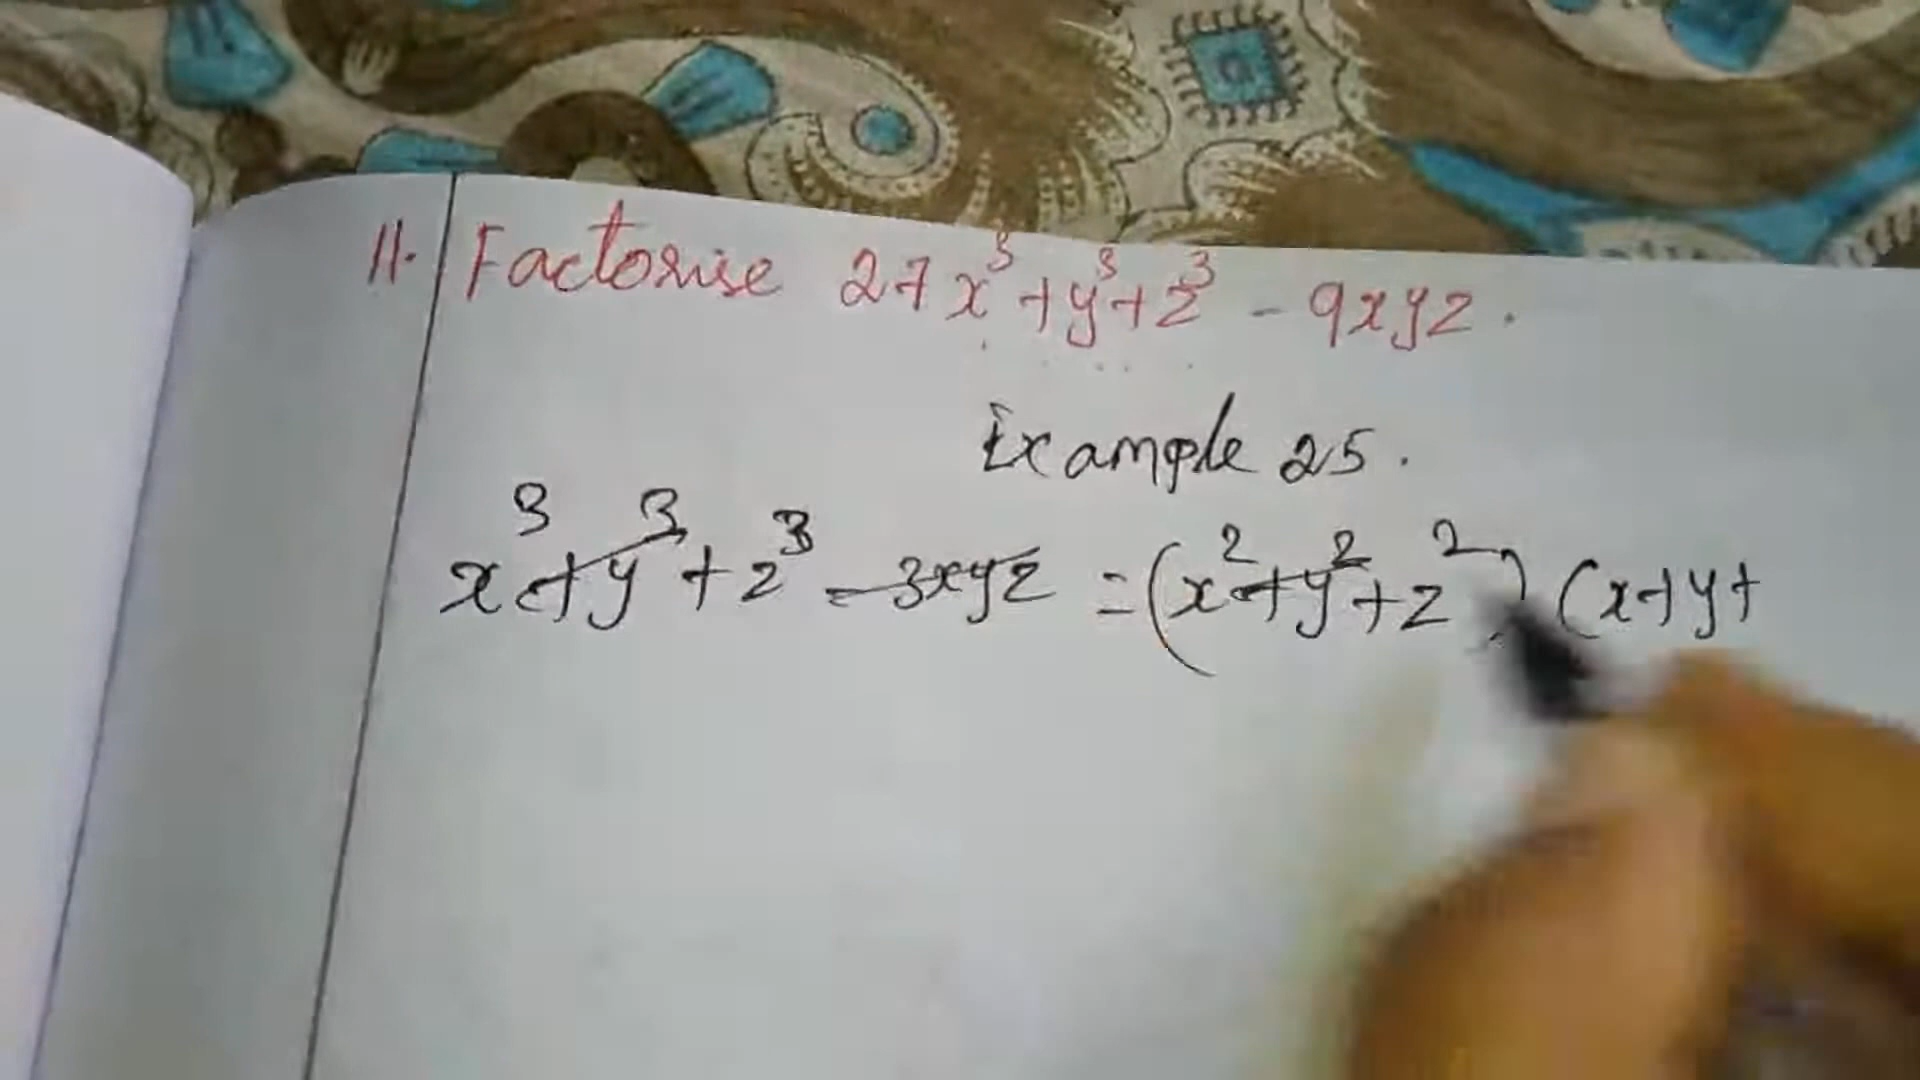 11. Factorise 27x³+y³+z³ - 9xyz.
Example 25.
x³+y³+z³ - 3xyz = (x²+y²+z²) (x+y+